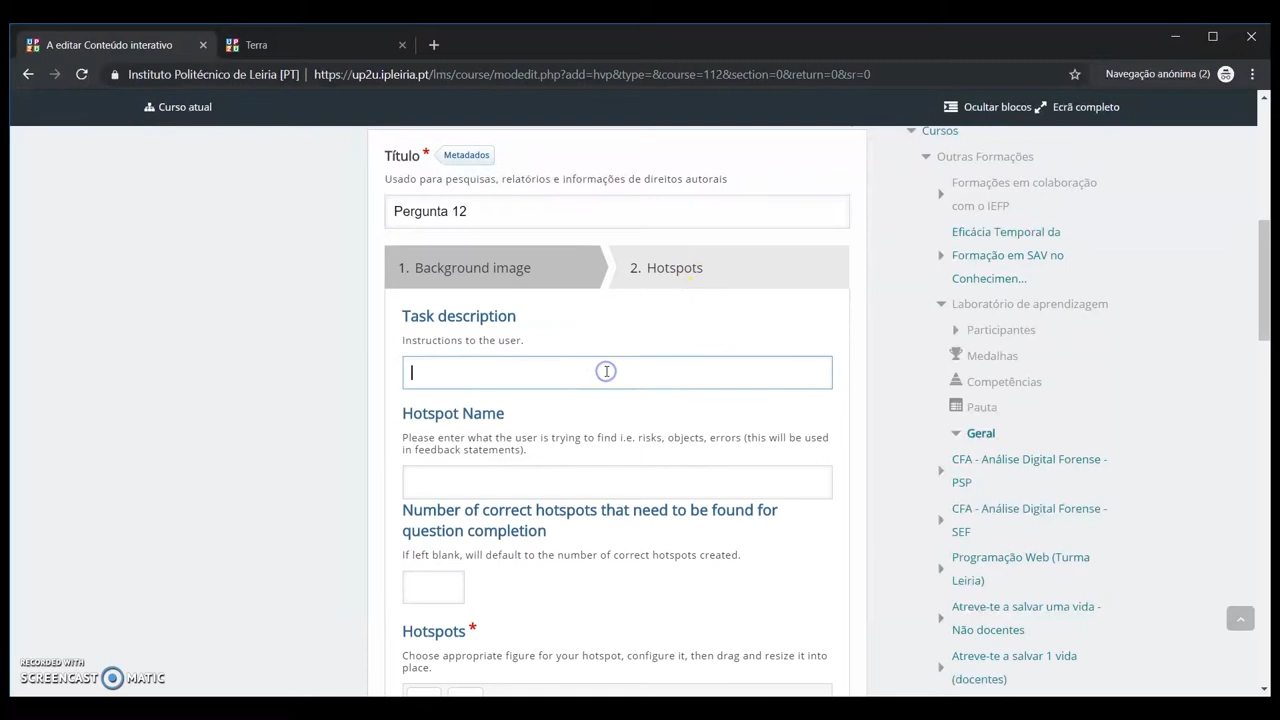 A editar Conteúdo interativo
Terra
Instituto Politécnico de Leiria [PT]
https://up2u.ipleiria.pt/lms/course/modedit.php?add=hvp&type=&course=112&section=0&return=0&sr=0
Navegação anónima (2)
Curso atual
Ocultar blocos
Ecrã completo
Título *
Metadados
Usado para pesquisas, relatórios e informações de direitos autorais
Pergunta 12
1. Background image
2. Hotspots
Task description
Instructions to the user.
Hotspot Name
Please enter what the user is trying to find i.e. risks, objects, errors (this will be used
in feedback statements).
Number of correct hotspots that need to be found for
question completion
If left blank, will default to the number of correct hotspots created.
Hotspots *
Choose appropriate figure for your hotspot, configure it, then drag and resize it into
place.
Cursos
Outras Formações
Formações em colaboração
com o IEFP
Eficácia Temporal da
Formação em SAV no
Conhecimen...
Laboratório de aprendizagem
Participantes
Medalhas
Competências
Pauta
Geral
CFA - Análise Digital Forense -
PSP
CFA - Análise Digital Forense -
SEF
Programação Web (Turma
Leiria)
Atreve-te a salvar uma vida -
Não docentes
Atreve-te a salvar 1 vida
(docentes)
RECORDED WITH
SCREENCAST MATIC